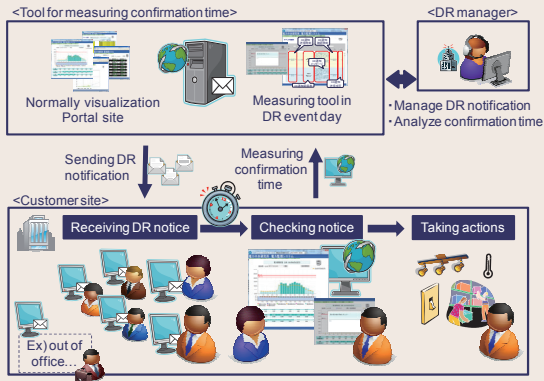 <Tool for measuring confirmation time>
<DR manager>
Normally visualization
Portal site
Measuring tool in
DR event day
・Manage DR notification
・Analyze confirmation time
Sending DR
notification
Measuring
confirmation
time
<Customer site>
Receiving DR notice
Checking notice
Taking actions
Ex) out of
office...